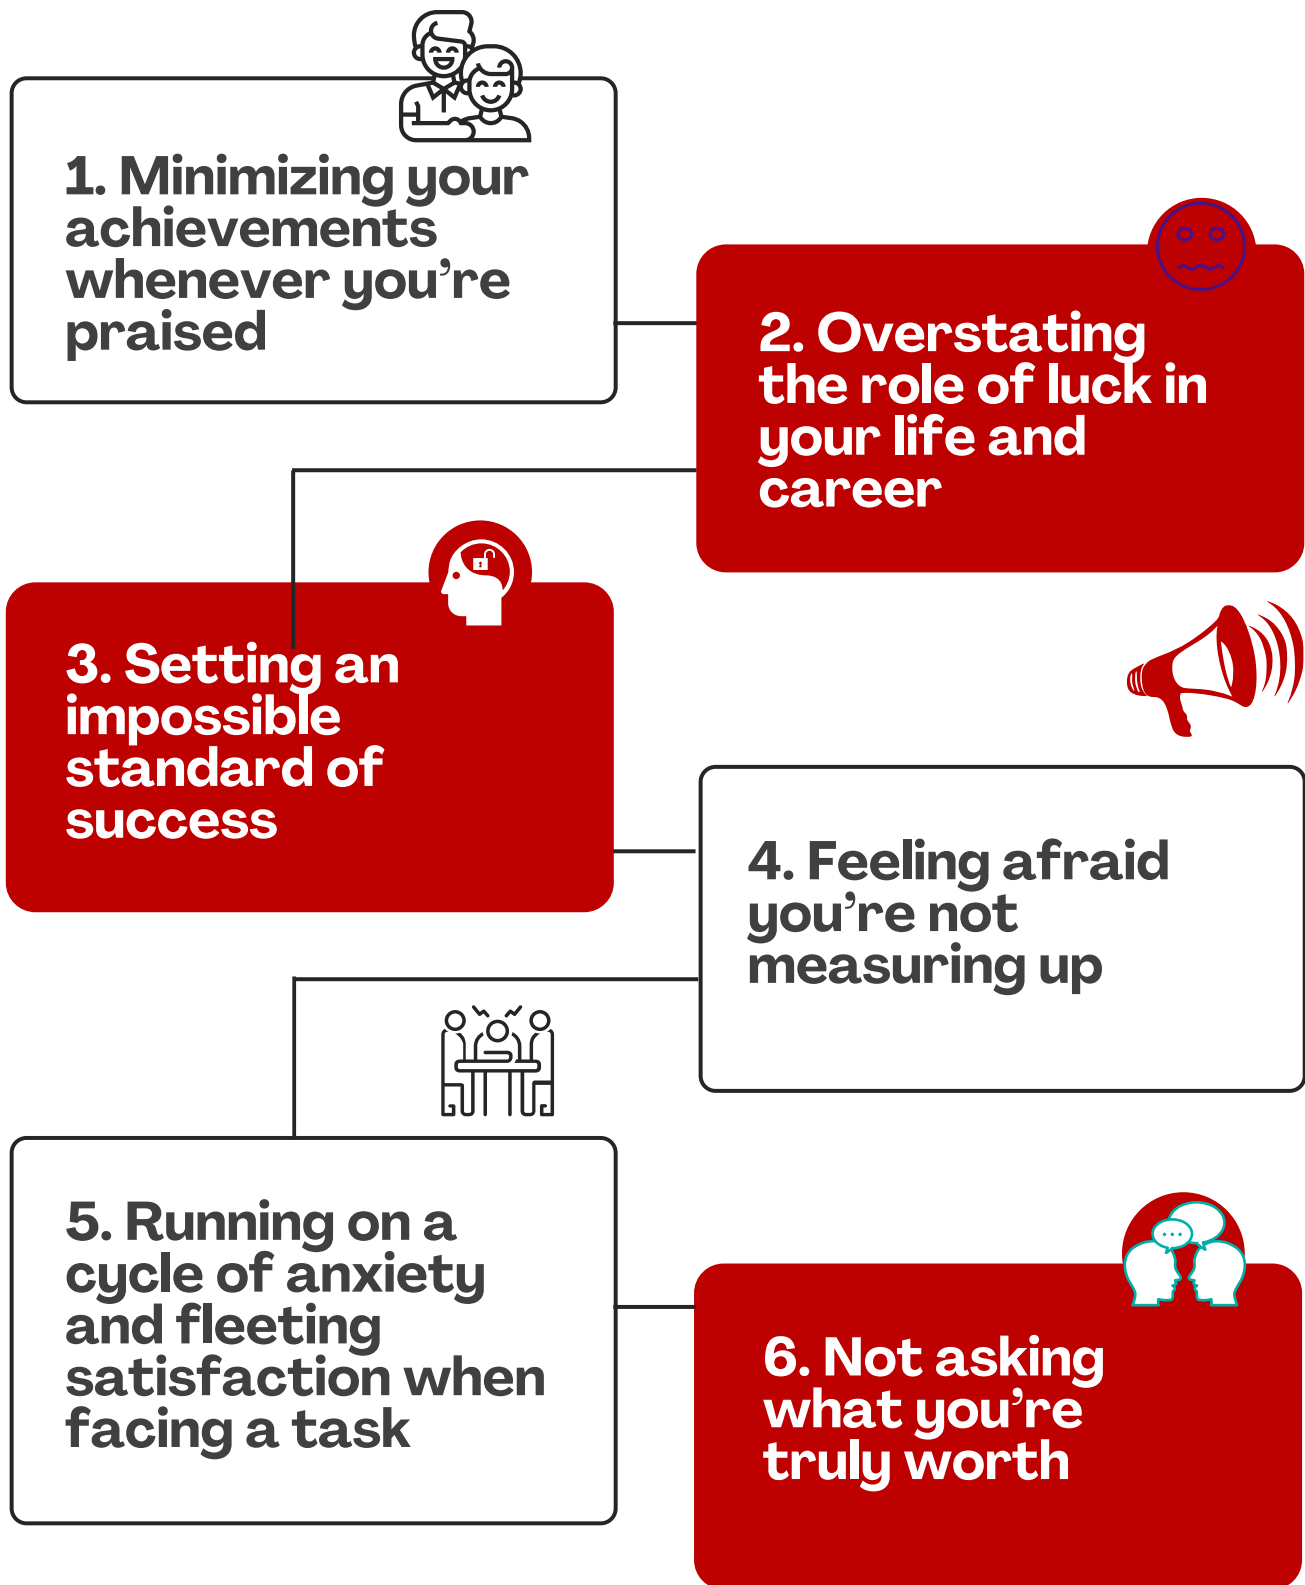 1. Minimizing your
achievements
whenever you’re
praised
2. Overstating
the role of luck in
your life and
career
3. Setting an
impossible
standard of
success
4. Feeling afraid
you’re not
measuring up
5. Running on a
cycle of anxiety
and fleeting
satisfaction when
facing a task
6. Not asking
what you’re
truly worth